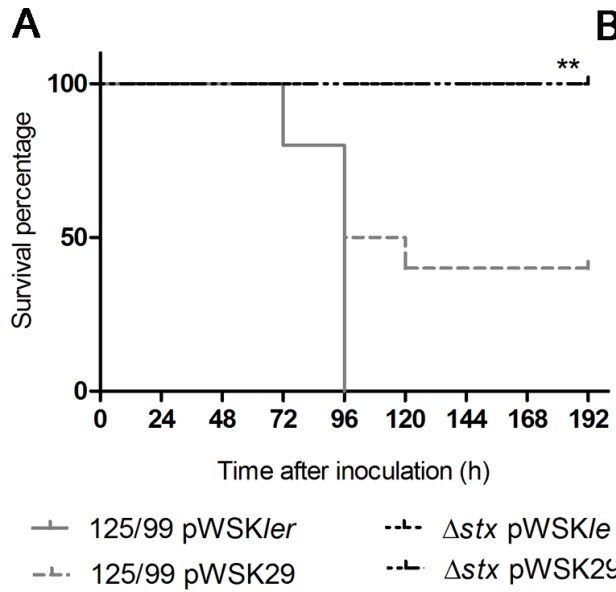 A
B
**
100
50
0
Survival percentage
0 24 48 72 96 120 144 168 192
Time after inoculation (h)
125/99 pWSKler
Δstx pWSKle
125/99 pWSK29
Δstx pWSK29